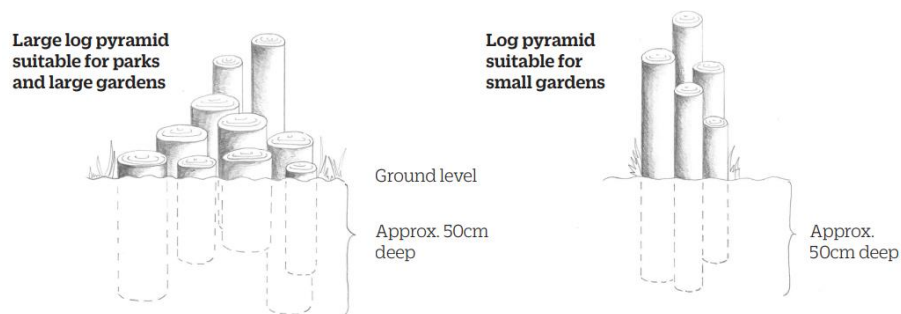 Large log pyramid
suitable for parks
and large gardens
Ground level
Approx. 50cm
deep
Log pyramid
suitable for
small gardens
Approx.
50cm deep